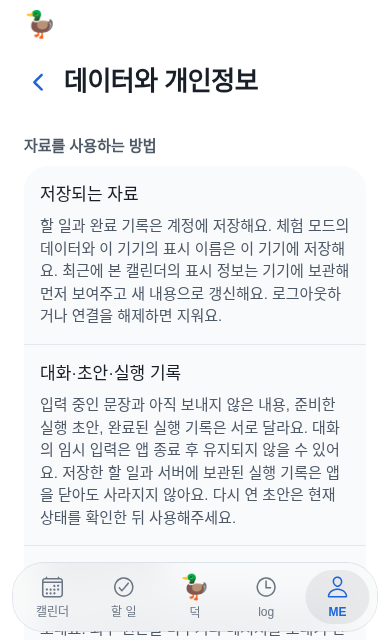 데이터와 개인정보
자료를 사용하는 방법
저장되는 자료
할 일과 완료 기록은 계정에 저장해요. 체험 모드의
데이터와 이 기기의 표시 이름은 이 기기에 저장해
요. 최근에 본 캘린더의 표시 정보는 기기에 보관해
먼저 보여주고 새 내용으로 갱신해요. 로그아웃하
거나 연결을 해제하면 지워요.
대화·초안·실행 기록
입력 중인 문장과 아직 보내지 않은 내용, 준비한
실행 초안, 완료된 실행 기록은 서로 달라요. 대화
의 임시 입력은 앱 종료 후 유지되지 않을 수 있어
요. 저장한 할 일과 서버에 보관된 실행 기록은 앱
을 닫아도 사라지지 않아요. 다시 연 초안은 현재
상태를 확인한 뒤 사용해주세요.
캘린더
할 일
덕
log
ME